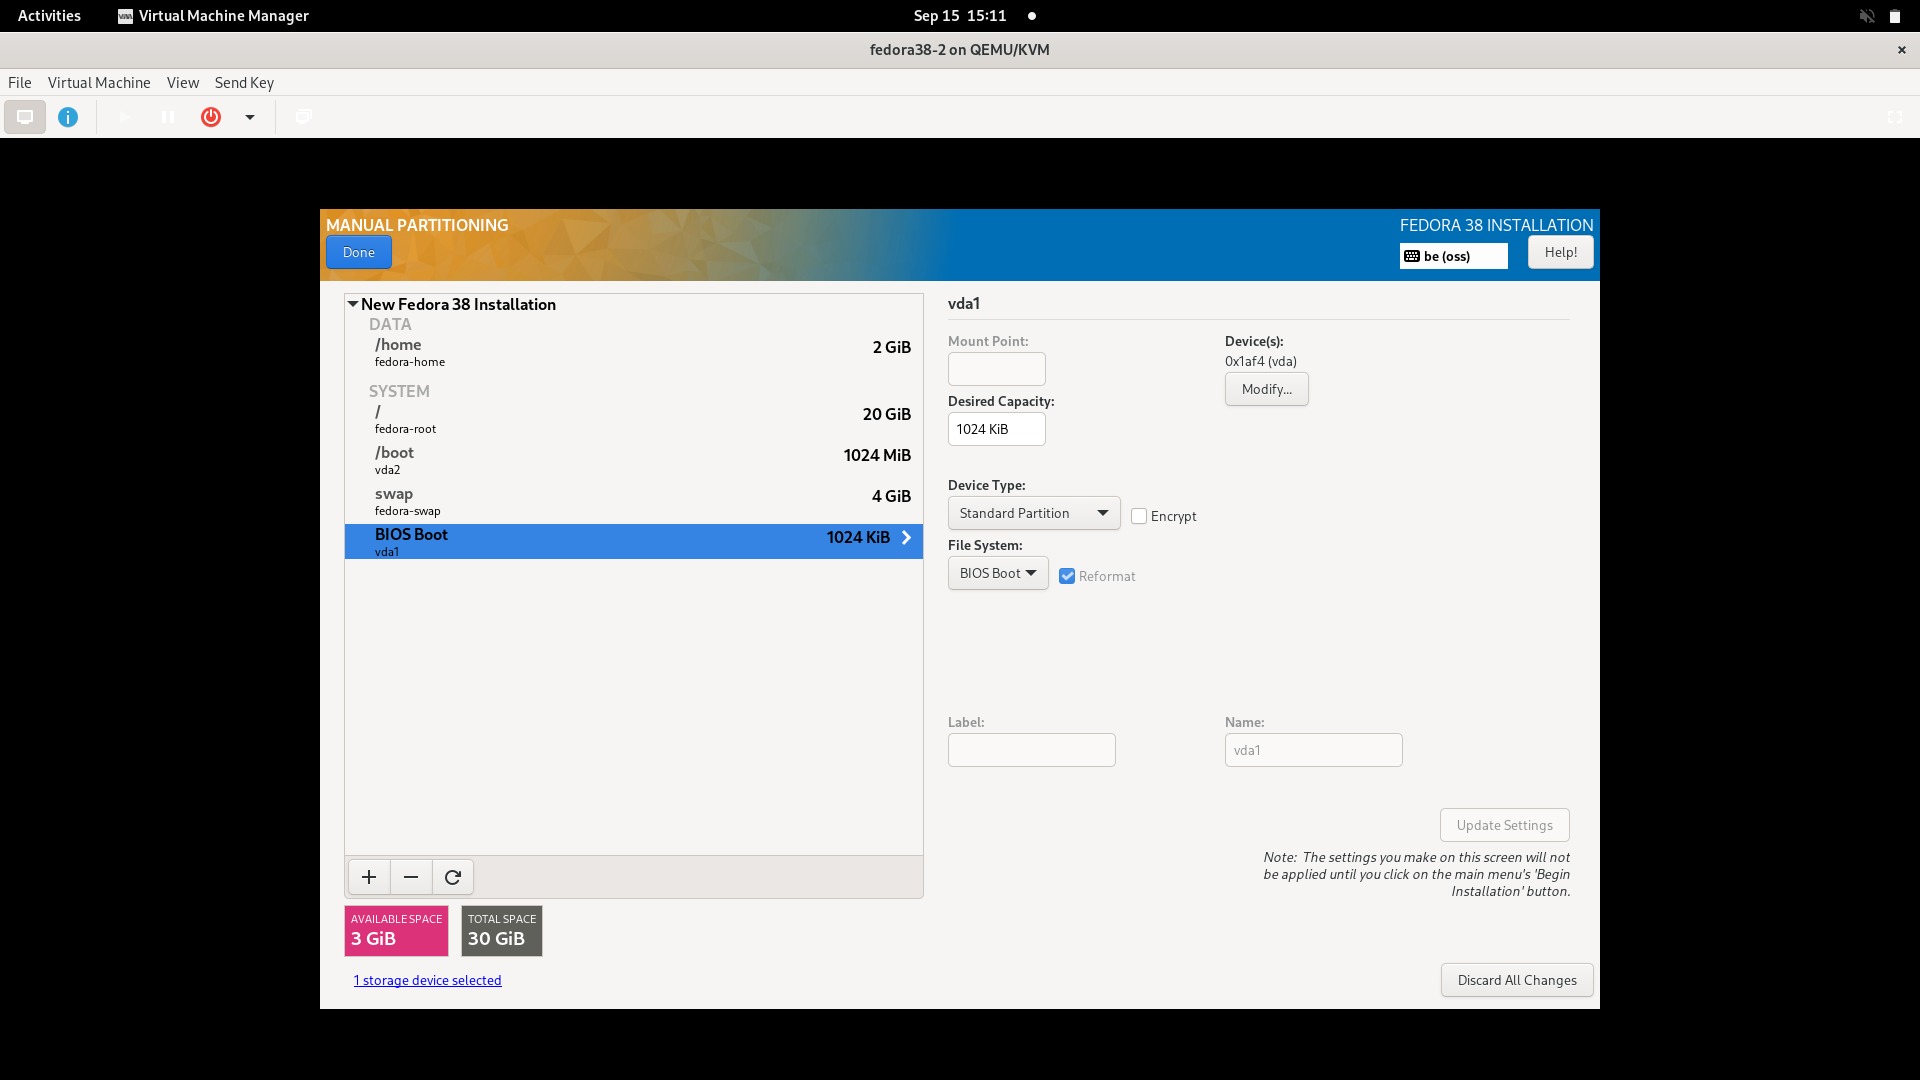 Activities
Virtual Machine Manager
Sep 15 15:11
fedora38-2 on QEMU/KVM
File Virtual Machine View Send Key
MANUAL PARTITIONING
FEDORA 38 INSTALLATION
Done
be (oss)
Help!
New Fedora 38 Installation
DATA
/home 2 GiB
fedora-home
SYSTEM
/ 20 GiB
fedora-root
/boot 1024 MiB
vda2
swap 4 GiB
fedora-swap
BIOS Boot 1024 KiB
vda1
AVAILABLE SPACE
3 GiB
TOTAL SPACE
30 GiB
1 storage device selected
vda1
Mount Point:
Device(s):
0x1af4 (vda)
Modify...
Desired Capacity:
1024 KiB
Device Type:
Standard Partition
Encrypt
File System:
BIOS Boot
Reformat
Label:
Name:
vda1
Update Settings
Note: The settings you make on this screen will not
be applied until you click on the main menu's 'Begin
Installation' button.
Discard All Changes